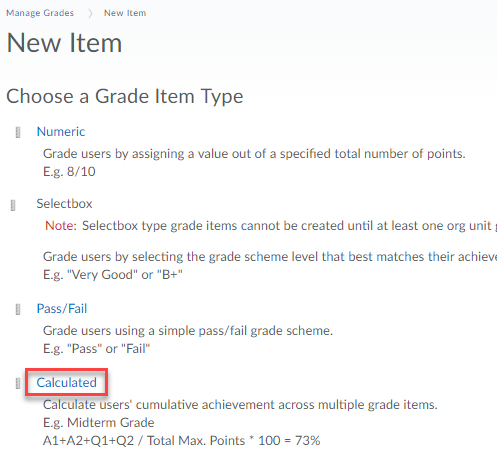 Manage Grades > New Item
New Item
Choose a Grade Item Type
Numeric
Grade users by assigning a value out of a specified total number of points.
E.g. 8/10
Selectbox
Note: Selectbox type grade items cannot be created until at least one org unit
Grade users by selecting the grade scheme level that best matches their
E.g. "Very Good" or "B+"
Pass/Fail
Grade users using a simple pass/fail grade scheme.
E.g. "Pass" or "Fail"
Calculated
Calculate users' cumulative achievement across multiple grade items.
E.g. Midterm Grade
A1+A2+Q1+Q2 / Total Max. Points * 100 = 73%